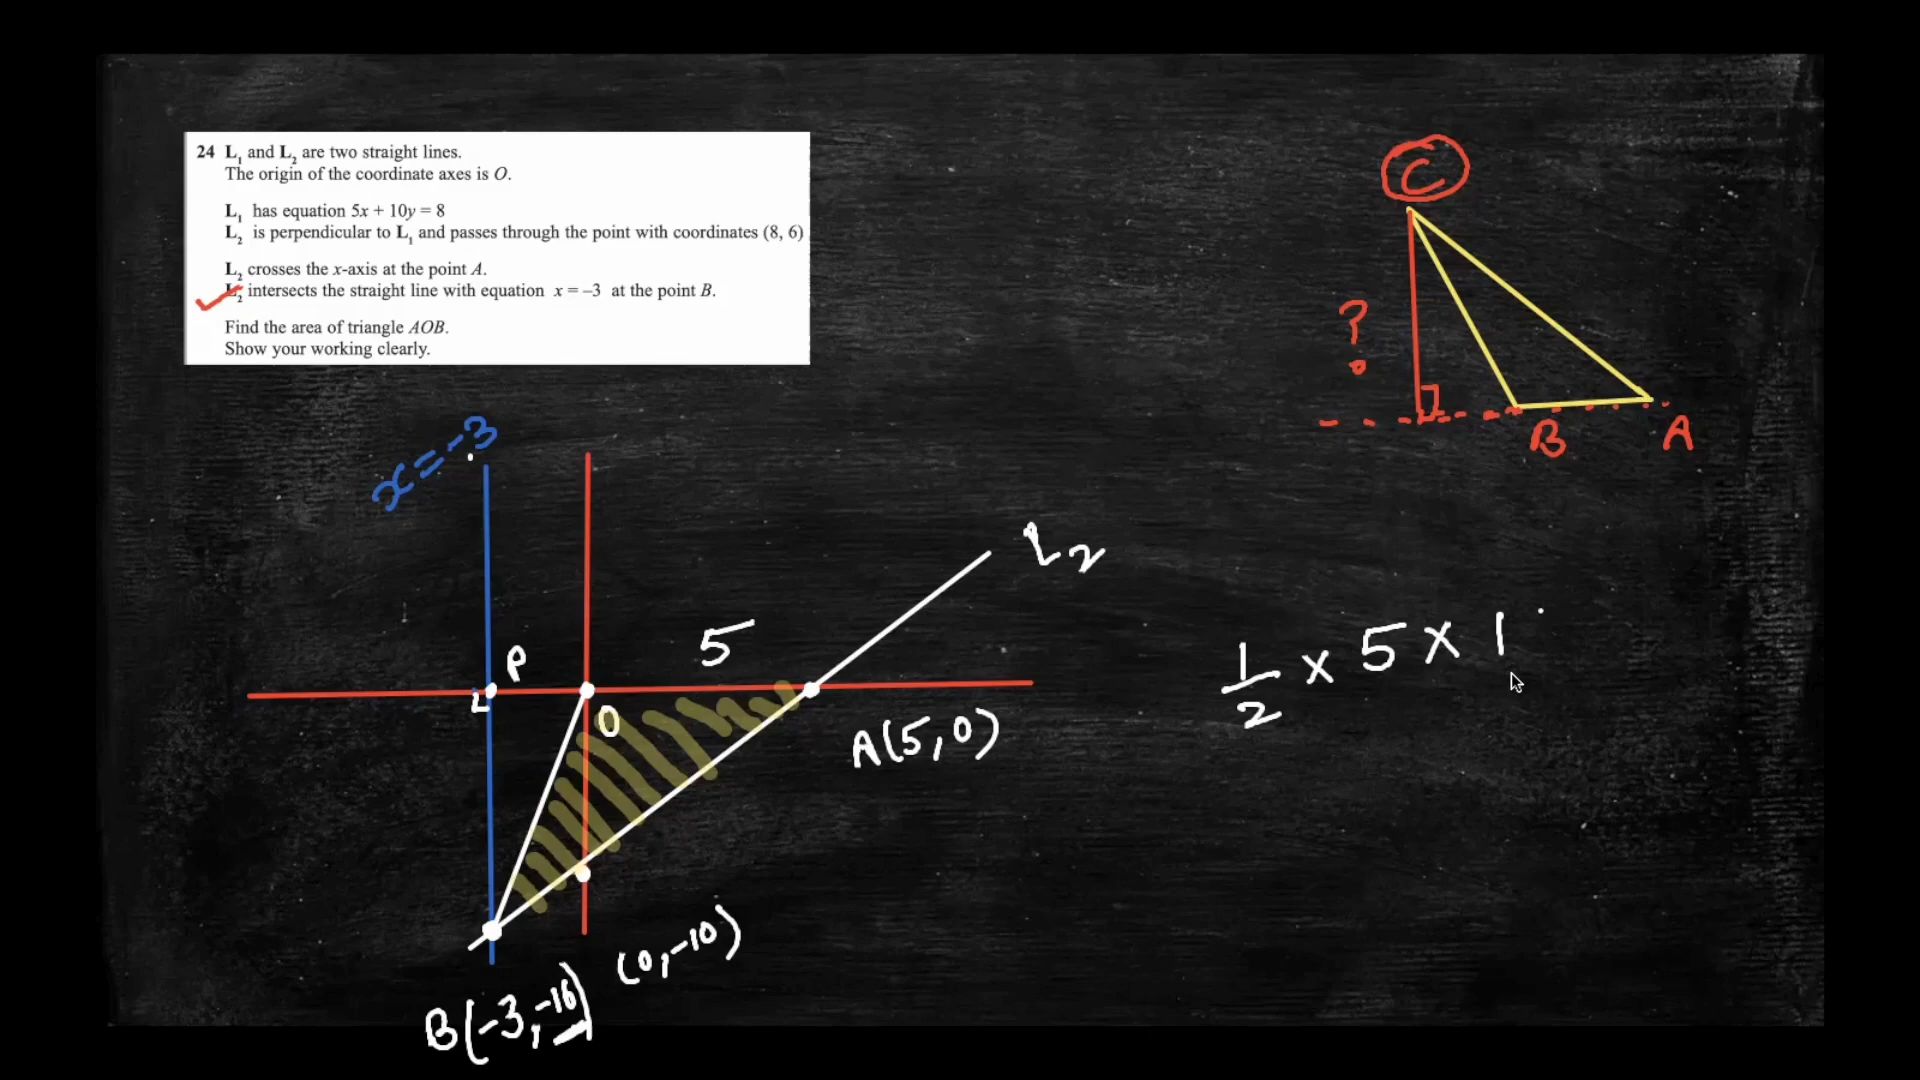 24 L₁ and L₂ are two straight lines.
The origin of the coordinate axes is O.
L₁ has equation 5x + 10y = 8
L₂ is perpendicular to L₁ and passes through the point with coordinates (8, 6)
L₂ crosses the x-axis at the point A.
L₂ intersects the straight line with equation x = –3 at the point B.
Find the area of triangle AOB.
Show your working clearly.
C
?
B
A
x = -3
L₂
5
P
O
A(5,0)
1/2 × 5 × 1
(0,-10)
B(-3,-16)